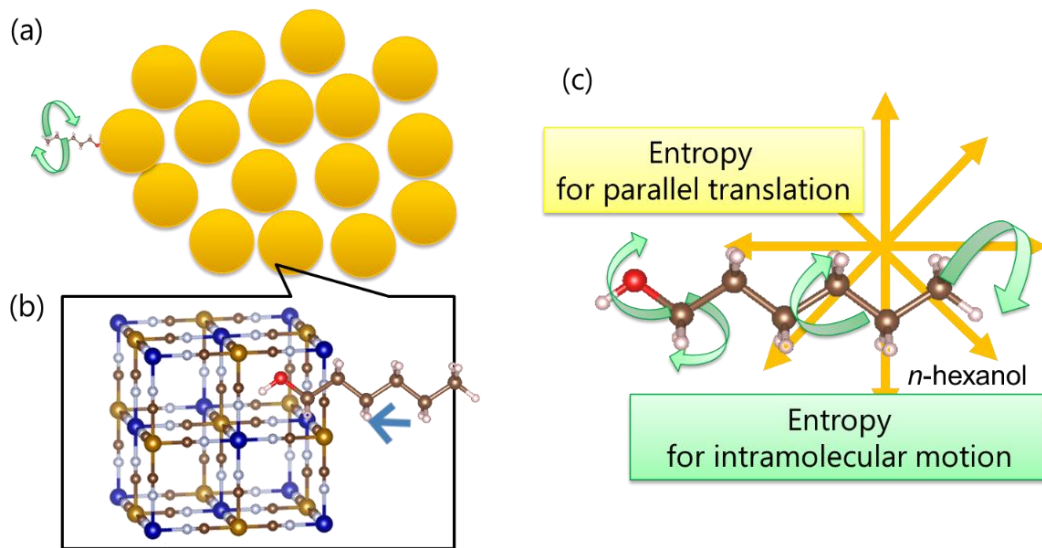 (a)
(b)
(c)
Entropy
for parallel translation
n-hexanol
Entropy
for intramolecular motion